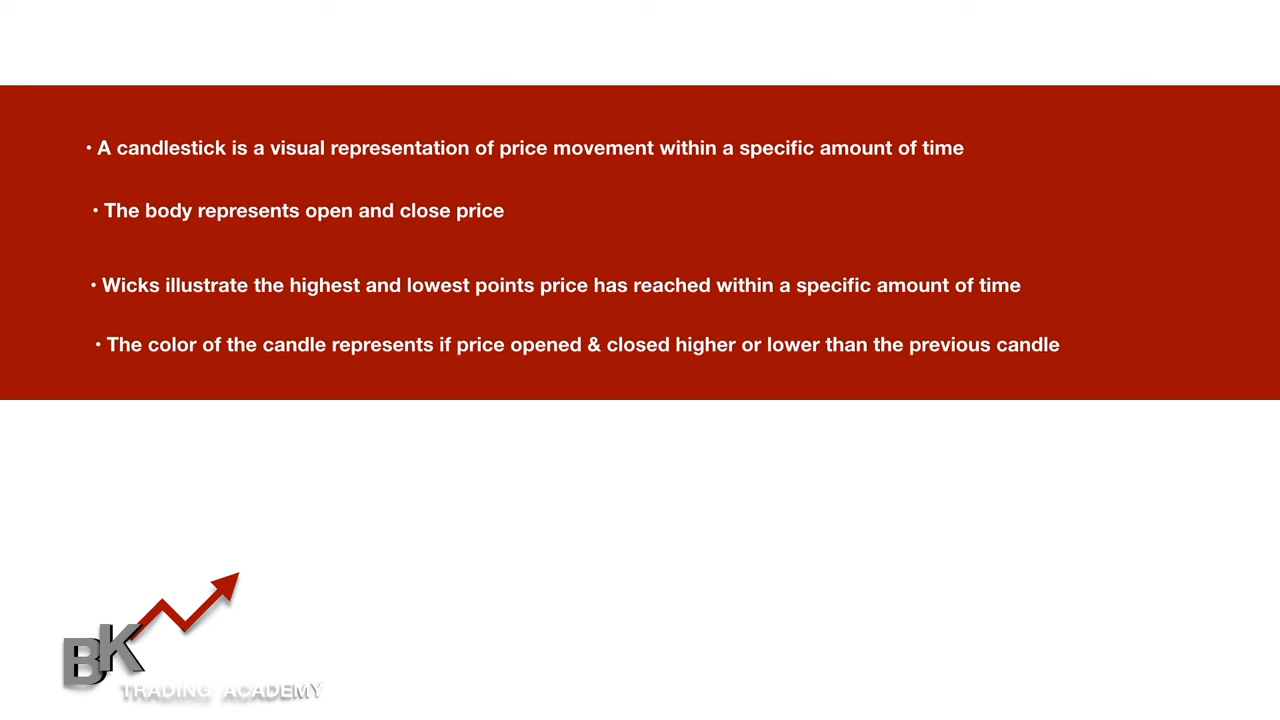 • A candlestick is a visual representation of price movement within a specific amount of time
• The body represents open and close price
• Wicks illustrate the highest and lowest points price has reached within a specific amount of time
• The color of the candle represents if price opened & closed higher or lower than the previous candle
BK
TRADING ACADEMY